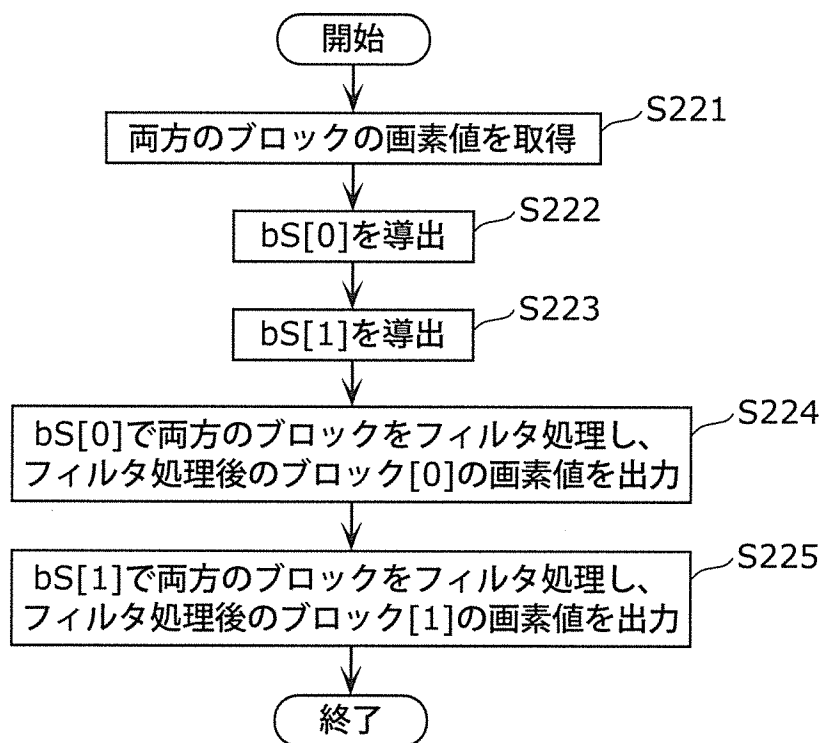 開始
S221
両方のブロックの画素値を取得
S222
bS[0]を導出
S223
bS[1]を導出
S224
bS[0]で両方のブロックをフィルタ処理し、
フィルタ処理後のブロック[0]の画素値を出力
S225
bS[1]で両方のブロックをフィルタ処理し、
フィルタ処理後のブロック[1]の画素値を出力
終了